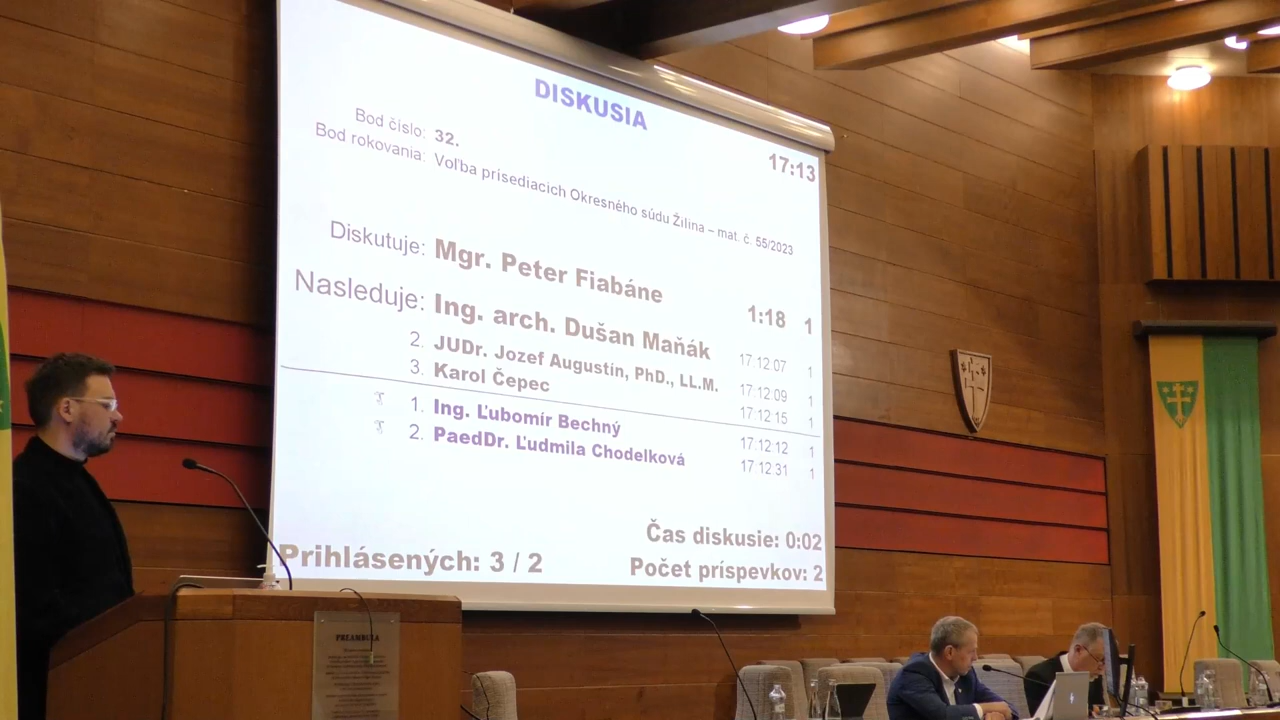 DISKUSIA
17:13
Bod číslo: 32.
Bod rokovania: Voľba prísediacich Okresného súdu Žilina – mat. č. 55/2023
Diskutuje: Mgr. Peter Fiabáne 1:18 1
Nasleduje: Ing. arch. Dušan Maňák 17:12:07 1
2. JUDr. Jozef Augustín, PhD., LL.M. 17:12:09 1
3. Karol Čepec 17:12:15 1
1. Ing. Ľubomír Bechný 17:12:12 1
2. PaedDr. Ľudmila Chodelková 17:12:31 1
Čas diskusie: 0:02
Prihlásených: 3 / 2 Počet príspevkov: 2
PREAMBULA